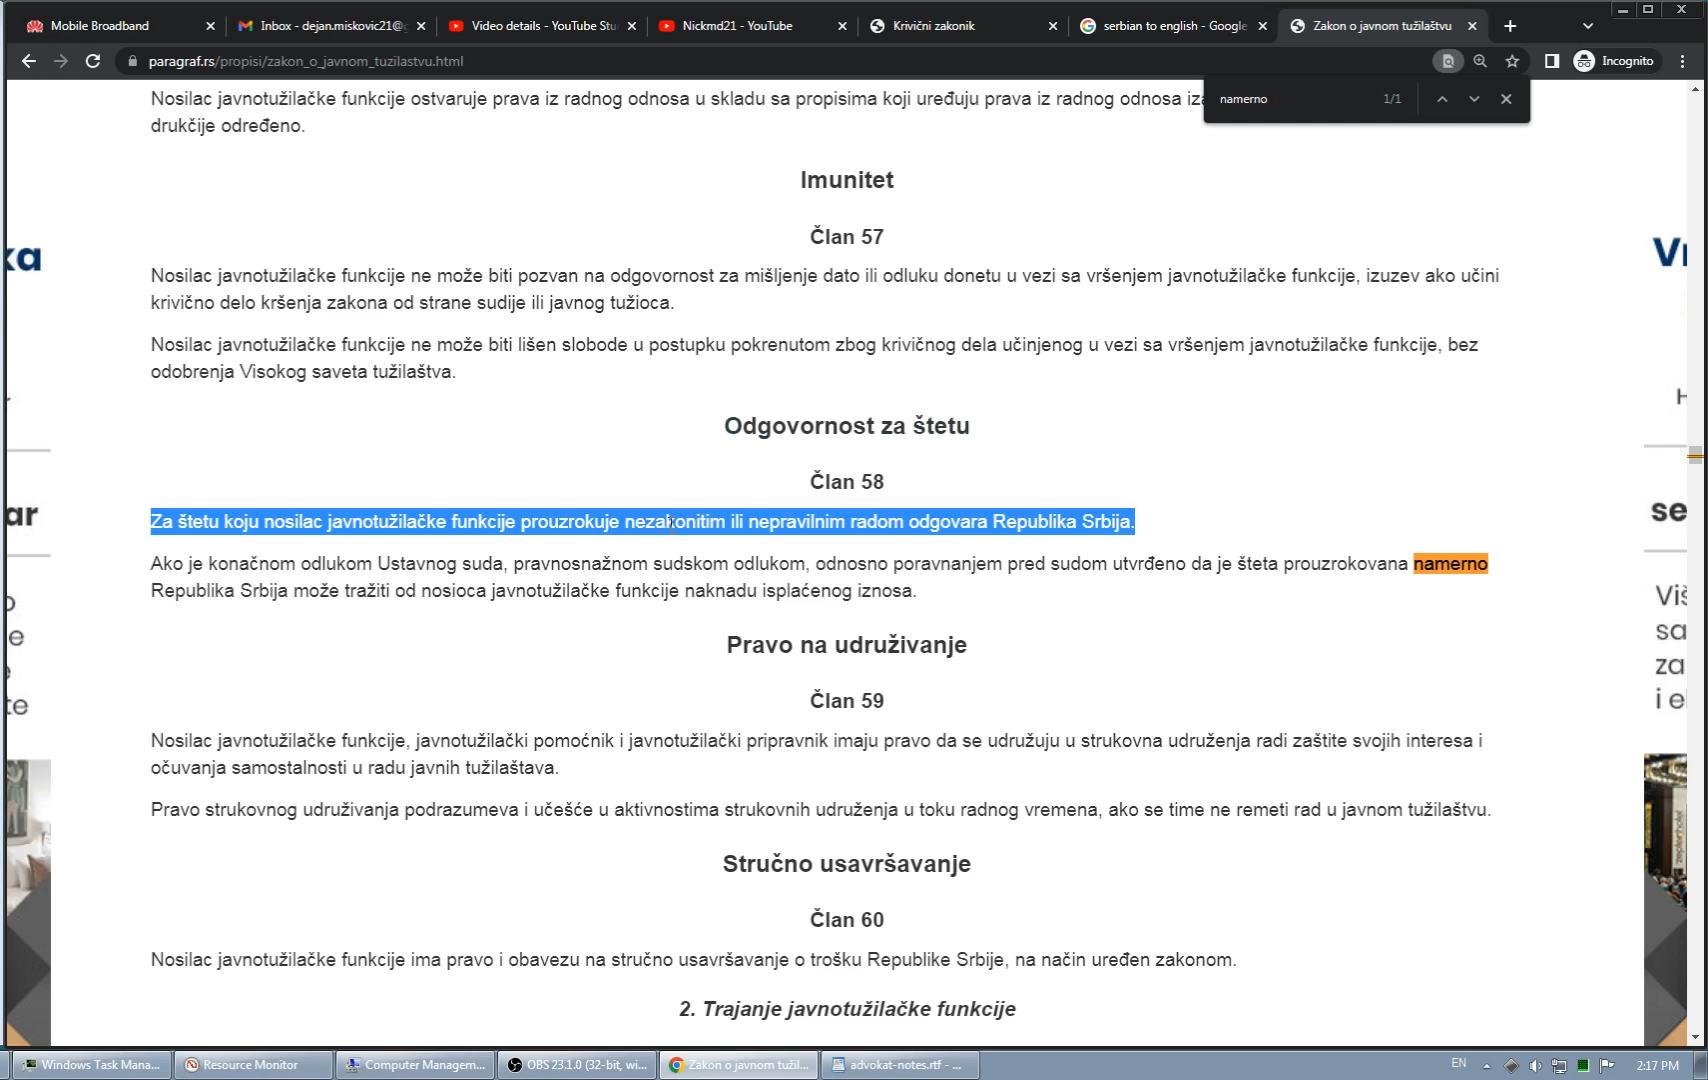 Mobile Broadband
Inbox - dejan.miskovic21@g
Video details - YouTube Stu
Nickmd21 - YouTube
Krivični zakonik
serbian to english - Google
Zakon o javnom tužilaštvu
paragraf.rs/propisi/zakon_o_javnom_tuzilastvu.html
Incognito
namerno 1/1
Nosilac javnotužilačke funkcije ostvaruje prava iz radnog odnosa u skladu sa propisima koji uređuju prava iz radnog odnosa iz
drukčije određeno.
Imunitet
Član 57
Nosilac javnotužilačke funkcije ne može biti pozvan na odgovornost za mišljenje dato ili odluku donetu u vezi sa vršenjem javnotužilačke funkcije, izuzev ako učini
krivično delo kršenja zakona od strane sudije ili javnog tužioca.
Nosilac javnotužilačke funkcije ne može biti lišen slobode u postupku pokrenutom zbog krivičnog dela učinjenog u vezi sa vršenjem javnotužilačke funkcije, bez
odobrenja Visokog saveta tužilaštva.
Odgovornost za štetu
Član 58
Za štetu koju nosilac javnotužilačke funkcije prouzrokuje nezakonitim ili nepravilnim radom odgovara Republika Srbija.
Ako je konačnom odlukom Ustavnog suda, pravnosnažnom sudskom odlukom, odnosno poravnanjem pred sudom utvrđeno da je šteta prouzrokovana namerno
Republika Srbija može tražiti od nosioca javnotužilačke funkcije naknadu isplaćenog iznosa.
Pravo na udruživanje
Član 59
Nosilac javnotužilačke funkcije, javnotužilački pomoćnik i javnotužilački pripravnik imaju pravo da se udružuju u strukovna udruženja radi zaštite svojih interesa i
očuvanja samostalnosti u radu javnih tužilaštava.
Pravo strukovnog udruživanja podrazumeva i učešće u aktivnostima strukovnih udruženja u toku radnog vremena, ako se time ne remeti rad u javnom tužilaštvu.
Stručno usavršavanje
Član 60
Nosilac javnotužilačke funkcije ima pravo i obavezu na stručno usavršavanje o trošku Republike Srbije, na način uređen zakonom.
2. Trajanje javnotužilačke funkcije
ka
ar
e
te
Vi
H
se
Viš
sa
za
i e
Windows Task Mana...
Resource Monitor
Computer Managem...
OBS 23.1.0 (32-bit, wi...
Zakon o javnom tužil...
advokat-notes.rtf - ...
EN
2:17 PM